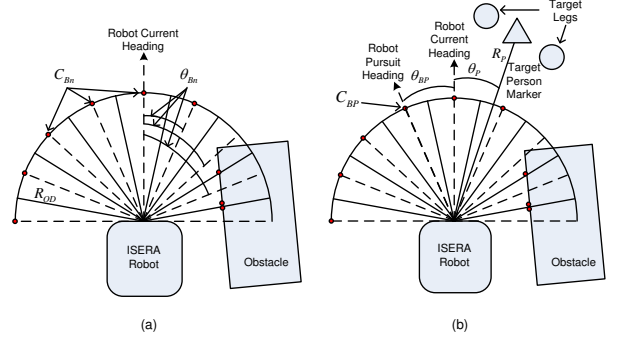 Robot Current
Heading
C_Bn
θ_Bn
R_OD
ISERA
Robot
Obstacle
(a)
Robot
Current
Heading
Target
Legs
Robot
Pursuit
Heading
θ_BP
θ_P
R_P
Target
Person
Marker
C_BP
ISERA
Robot
Obstacle
(b)